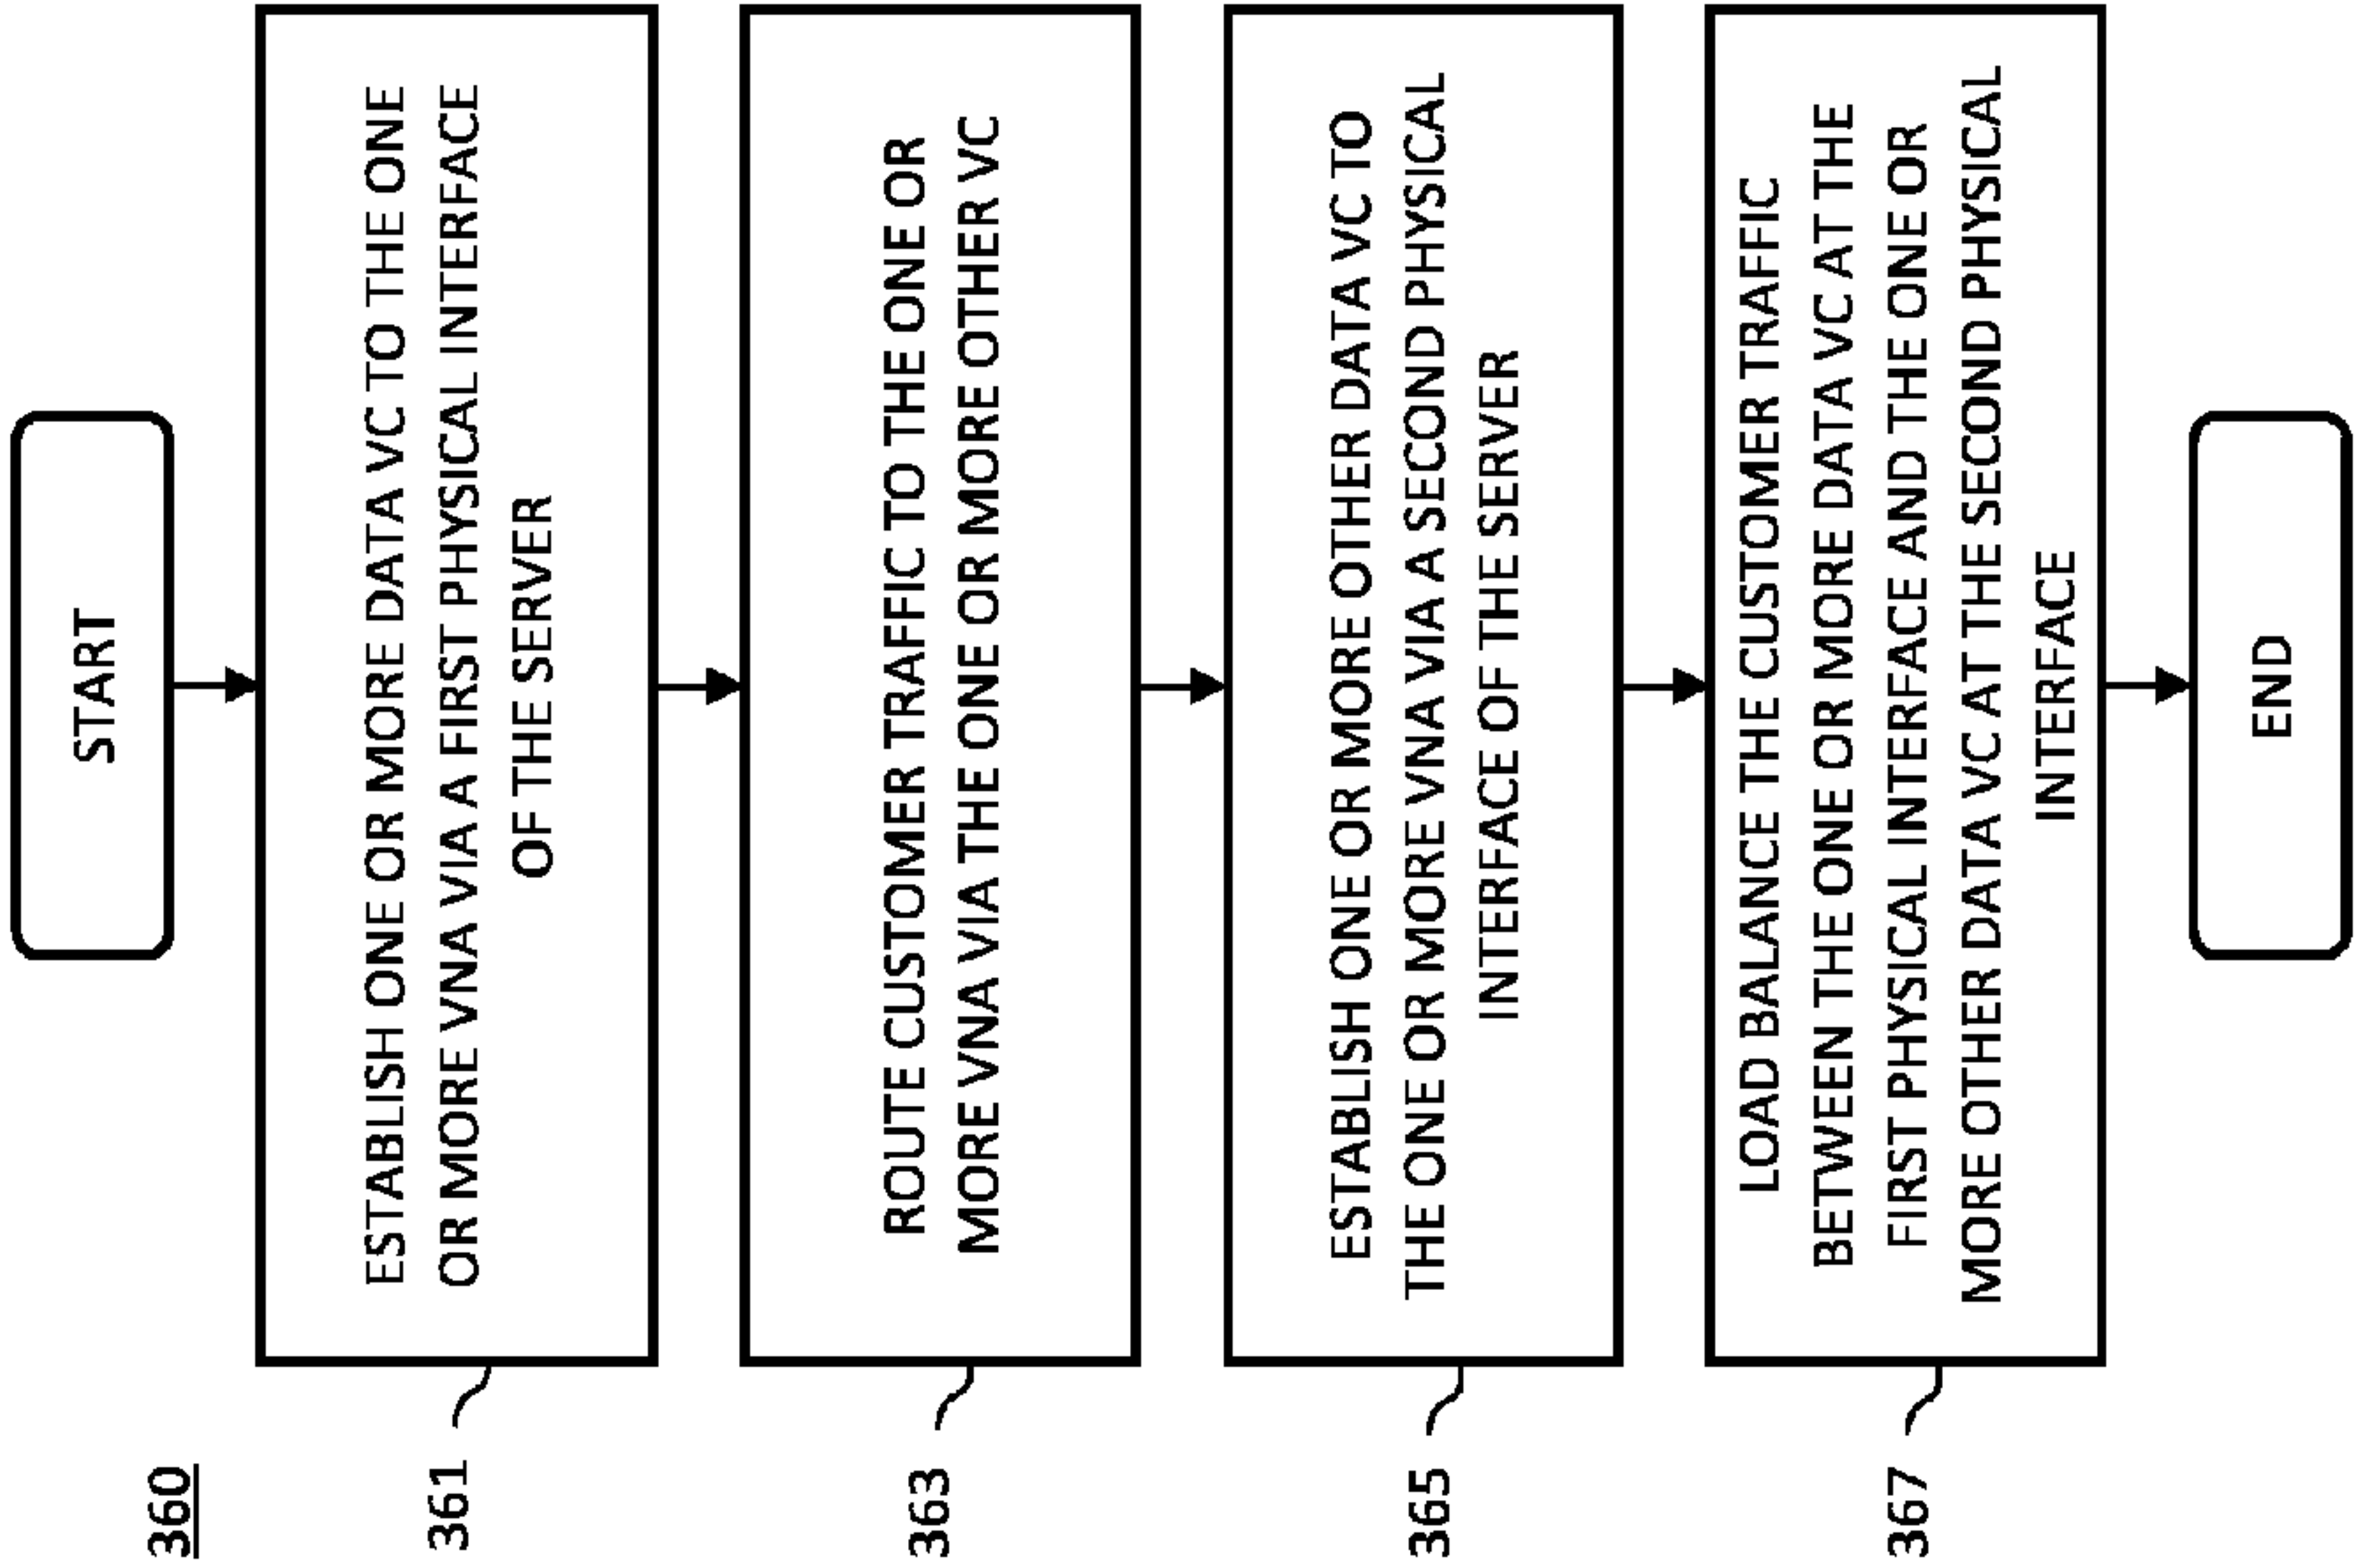 360
START
361
ESTABLISH ONE OR MORE DATA VC TO THE ONE
OR MORE VNA VIA A FIRST PHYSICAL INTERFACE
OF THE SERVER
363
ROUTE CUSTOMER TRAFFIC TO THE ONE OR
MORE VNA VIA THE ONE OR MORE OTHER VC
365
ESTABLISH ONE OR MORE OTHER DATA VC TO
THE ONE OR MORE VNA VIA A SECOND PHYSICAL
INTERFACE OF THE SERVER
367
LOAD BALANCE THE CUSTOMER TRAFFIC
BETWEEN THE ONE OR MORE DATA VC AT THE
FIRST PHYSICAL INTERFACE AND THE ONE OR
MORE OTHER DATA VC AT THE SECOND PHYSICAL
INTERFACE
END